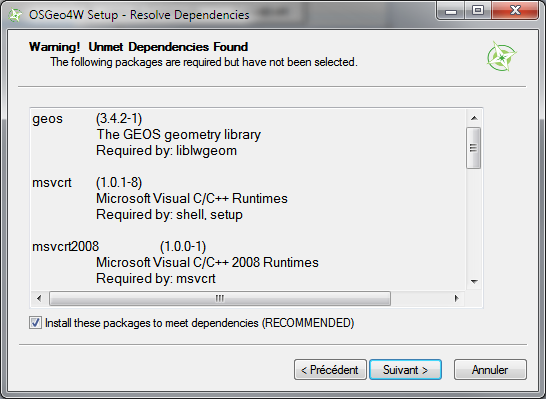 OSGeo4W Setup - Resolve Dependencies
Warning! Unmet Dependencies Found
The following packages are required but have not been selected.
geos (3.4.2-1)
The GEOS geometry library
Required by: liblwgeom
msvcrt (1.0.1-8)
Microsoft Visual C/C++ Runtimes
Required by: shell, setup
msvcrt2008 (1.0.0-1)
Microsoft Visual C/C++ 2008 Runtimes
Required by: msvcrt
Install these packages to meet dependencies (RECOMMENDED)
< Précédent Suivant > Annuler